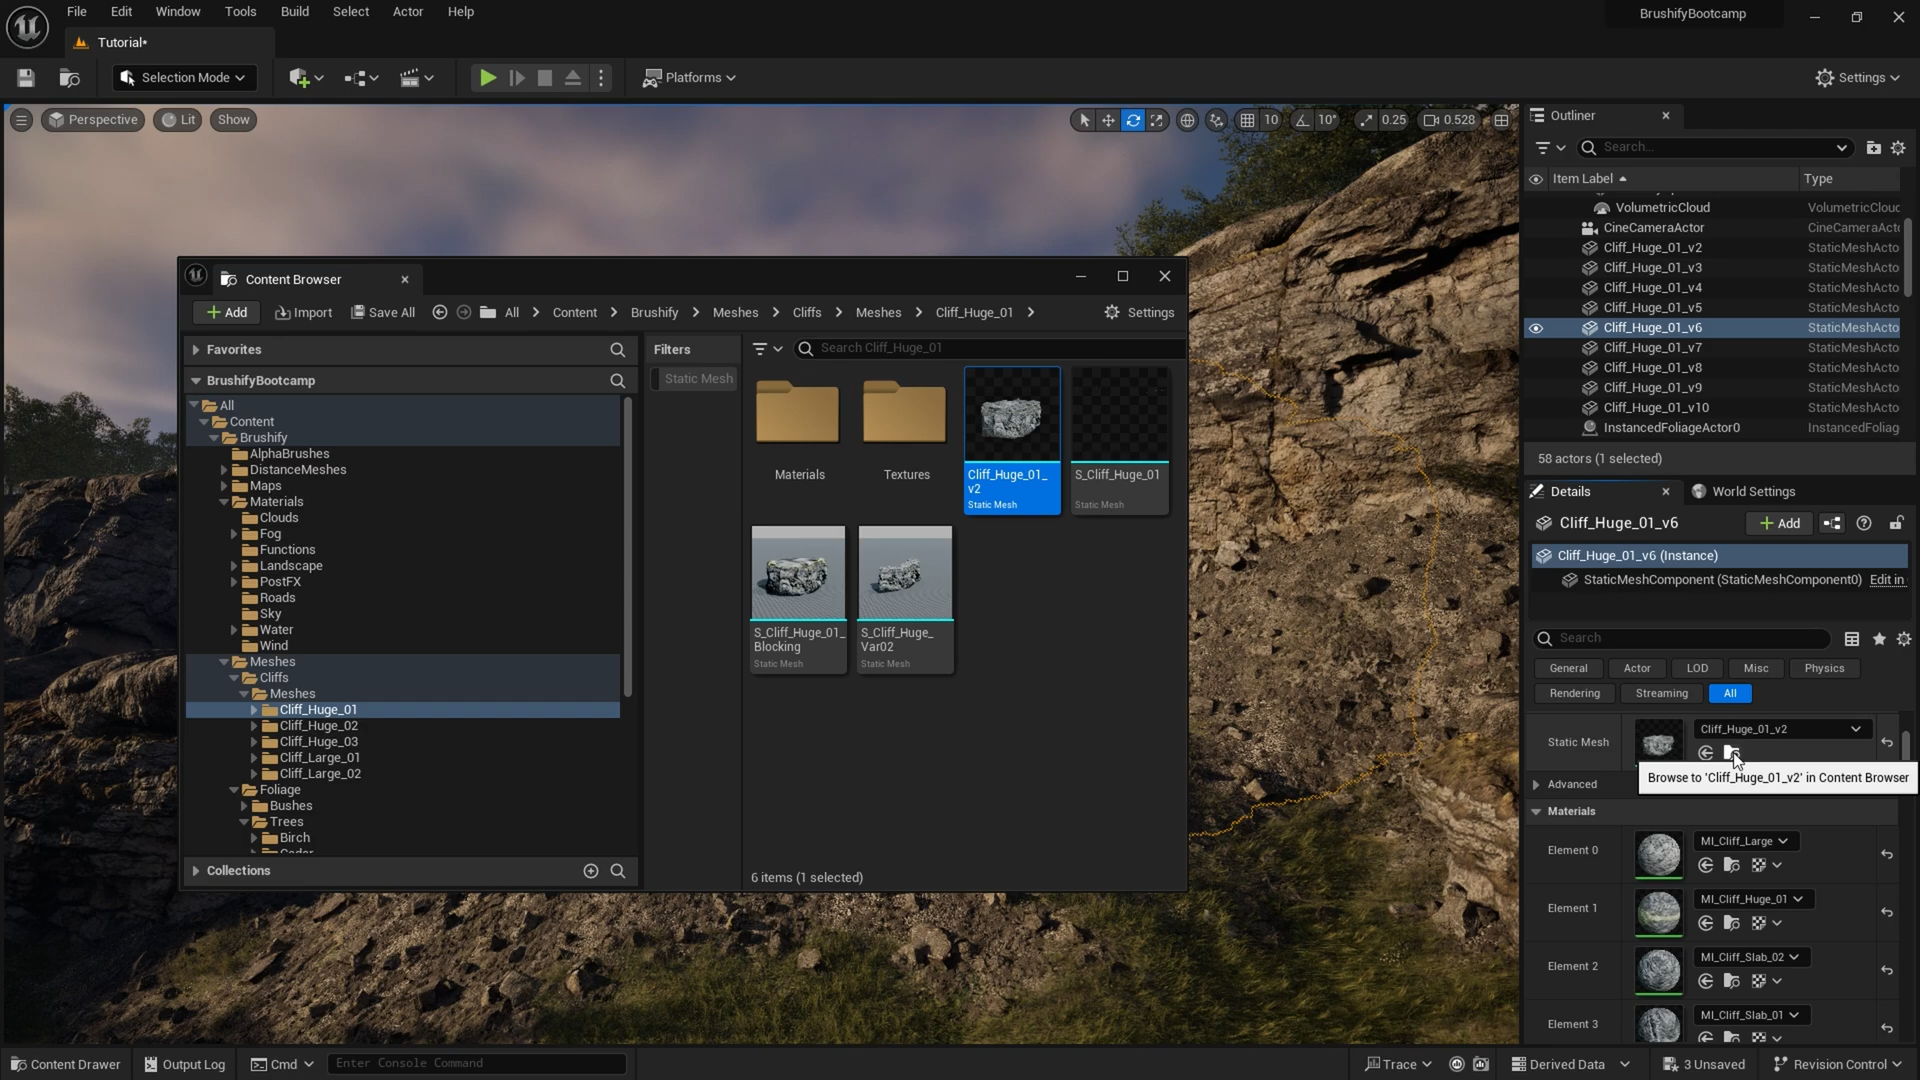 File Edit Window Tools Build Select Actor Help
BrushifyBootcamp
Tutorial*
Selection Mode
Platforms
Settings
Perspective Lit Show
10 10° 0.25 0.528
Outliner
Search...
Item Label Type
VolumetricCloud VolumetricCloud
CineCameraActor CineCameraActo
Cliff_Huge_01_v2 StaticMeshActo
Cliff_Huge_01_v3 StaticMeshActo
Cliff_Huge_01_v4 StaticMeshActo
Cliff_Huge_01_v5 StaticMeshActo
Cliff_Huge_01_v6 StaticMeshActo
Cliff_Huge_01_v7 StaticMeshActo
Cliff_Huge_01_v8 StaticMeshActo
Cliff_Huge_01_v9 StaticMeshActo
Cliff_Huge_01_v10 StaticMeshActo
InstancedFoliageActor0 InstancedFoliag
58 actors (1 selected)
Content Browser
Add Import Save All All Content Brushify Meshes Cliffs Meshes Cliff_Huge_01 Settings
Favorites
BrushifyBootcamp
All
Content
Brushify
AlphaBrushes
DistanceMeshes
Maps
Materials
Clouds
Fog
Functions
Landscape
PostFX
Roads
Sky
Water
Wind
Meshes
Cliffs
Meshes
Cliff_Huge_01
Cliff_Huge_02
Cliff_Huge_03
Cliff_Large_01
Cliff_Large_02
Foliage
Bushes
Trees
Birch
Collections
Filters
Static Mesh
Search Cliff_Huge_01
Materials
Textures
Cliff_Huge_01_
v2
Static Mesh
S_Cliff_Huge_01
Static Mesh
S_Cliff_Huge_01_
Blocking
Static Mesh
S_Cliff_Huge_
Var02
Static Mesh
6 items (1 selected)
Details World Settings
Cliff_Huge_01_v6 Add
Cliff_Huge_01_v6 (Instance)
StaticMeshComponent (StaticMeshComponent0) Edit in
Search
General Actor LOD Misc Physics
Rendering Streaming All
Static Mesh Cliff_Huge_01_v2
Browse to 'Cliff_Huge_01_v2' in Content Browser
Advanced
Materials
Element 0 MI_Cliff_Large
Element 1 MI_Cliff_Huge_01
Element 2 MI_Cliff_Slab_02
Element 3 MI_Cliff_Slab_01
Content Drawer Output Log Cmd Enter Console Command Trace Derived Data 3 Unsaved Revision Control